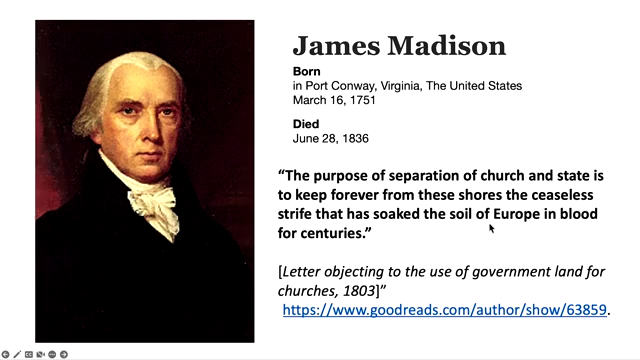 James Madison
Born
in Port Conway, Virginia, The United States
March 16, 1751
Died
June 28, 1836
“The purpose of separation of church and state is
to keep forever from these shores the ceaseless
strife that has soaked the soil of Europe in blood
for centuries.”
[Letter objecting to the use of government land for
churches, 1803]”
https://www.goodreads.com/author/show/63859.